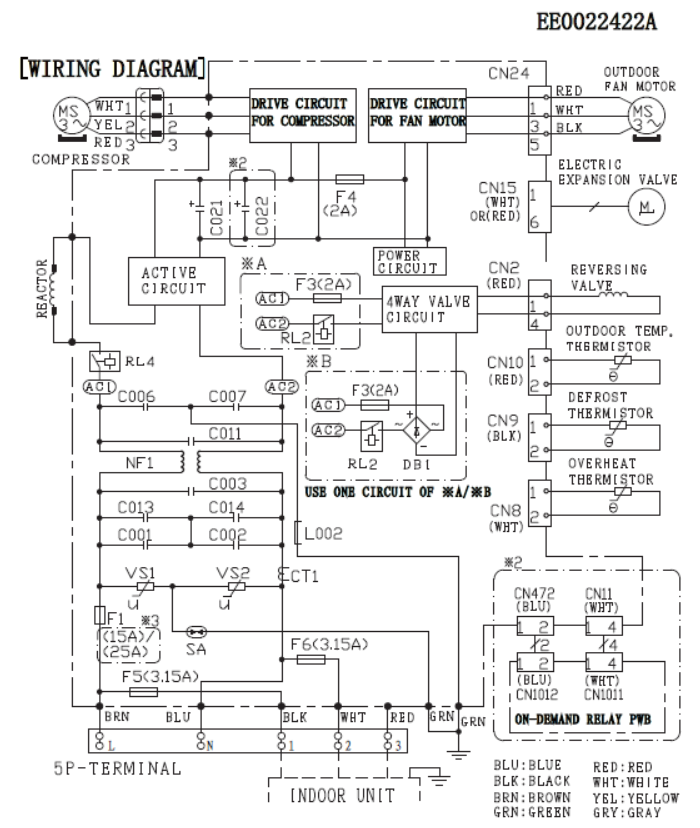 EE0022422A
[WIRING DIAGRAM]
CN24
OUTDOOR
FAN MOTOR
MS
3
WHT 1
YEL 2
RED 3
1
2
3
COMPRESSOR
DRIVE CIRCUIT
FOR COMPRESSOR
DRIVE CIRCUIT
FOR FAN MOTOR
1
3
5
RED
WHT
BLK
MS
3
※2
+
C021
+
C022
F4
(2A)
CN15
(WHT)
OR(RED)
1
6
ELECTRIC
EXPANSION VALVE
M
REACTOR
ACTIVE
CIRCUIT
POWER
CIRCUIT
※A
AC1
F3(2A)
AC2
RL2
4WAY VALVE
CIRCUIT
CN2
(RED)
1
4
REVERSING
VALVE
RL4
AC1
AC2
※B
AC1
F3(2A)
AC2
RL2
+
~
~
-
DB1
USE ONE CIRCUIT OF ※A/※B
CN10
(RED)
1
2
OUTDOOR TEMP.
THERMISTOR
θ
CN9
(BLK)
1
2
DEFROST
THERMISTOR
θ
CN8
(WHT)
1
2
OVERHEAT
THERMISTOR
θ
C006
C007
C011
NF1
C003
C013
C014
C001
C002
L002
VS1
u
VS2
u
CT1
F1
※3
(15A)/
(25A)
SA
F6(3.15A)
F5(3.15A)
※2
CN472
(BLU)
CN11
(WHT)
1 2
1 4
2
4
1 2
1 4
(BLU)
CN1012
(WHT)
CN1011
ON-DEMAND RELAY PWB
BRN
BLU
BLK
WHT
RED
GRN
GRN
L
N
1
2
3
5P-TERMINAL
INDOOR UNIT
BLU:BLUE RED:RED
BLK:BLACK WHT:WHITE
BRN:BROWN YEL:YELLOW
GRN:GREEN GRY:GRAY